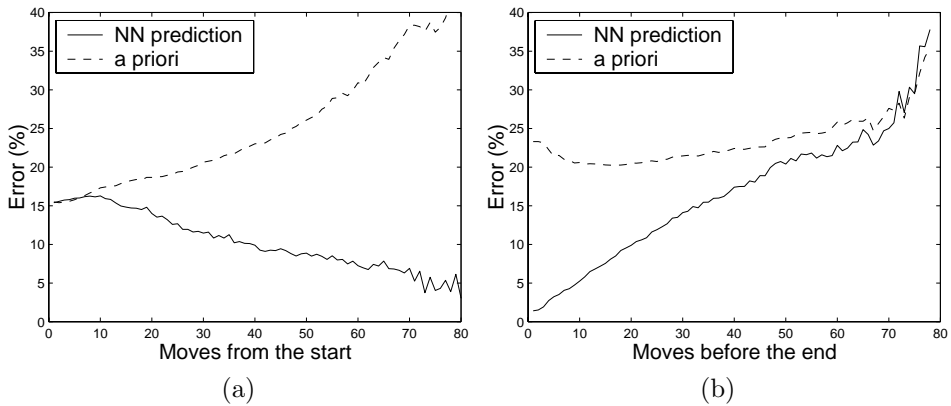 40
35
30
25
20
15
10
5
0
Error (%)
NN prediction
a priori
0 10 20 30 40 50 60 70 80
Moves from the start
(a)
40
35
30
25
20
15
10
5
0
Error (%)
NN prediction
a priori
0 10 20 30 40 50 60 70 80
Moves before the end
(b)